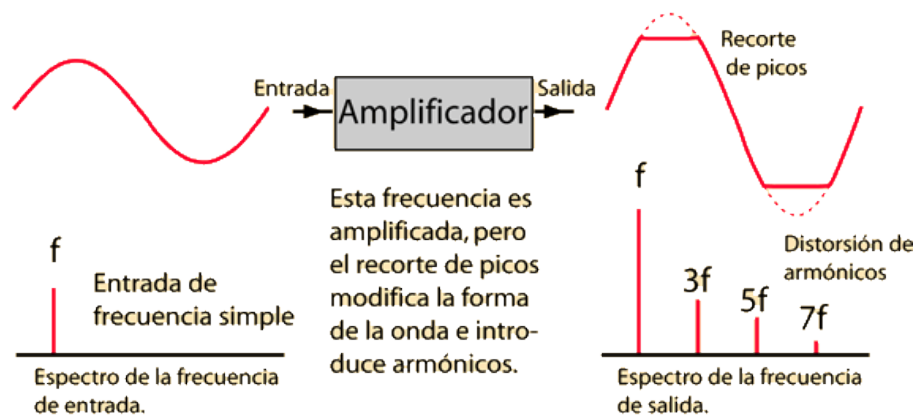 Entrada
Amplificador
Salida
Recorte
de picos
Esta frecuencia es
amplificada, pero
el recorte de picos
modifica la forma
de la onda e intro-
duce armónicos.
f
Entrada de
frecuencia simple
Espectro de la frecuencia
de entrada.
f
3f
5f
7f
Distorsión de
armónicos
Espectro de la frecuencia
de salida.